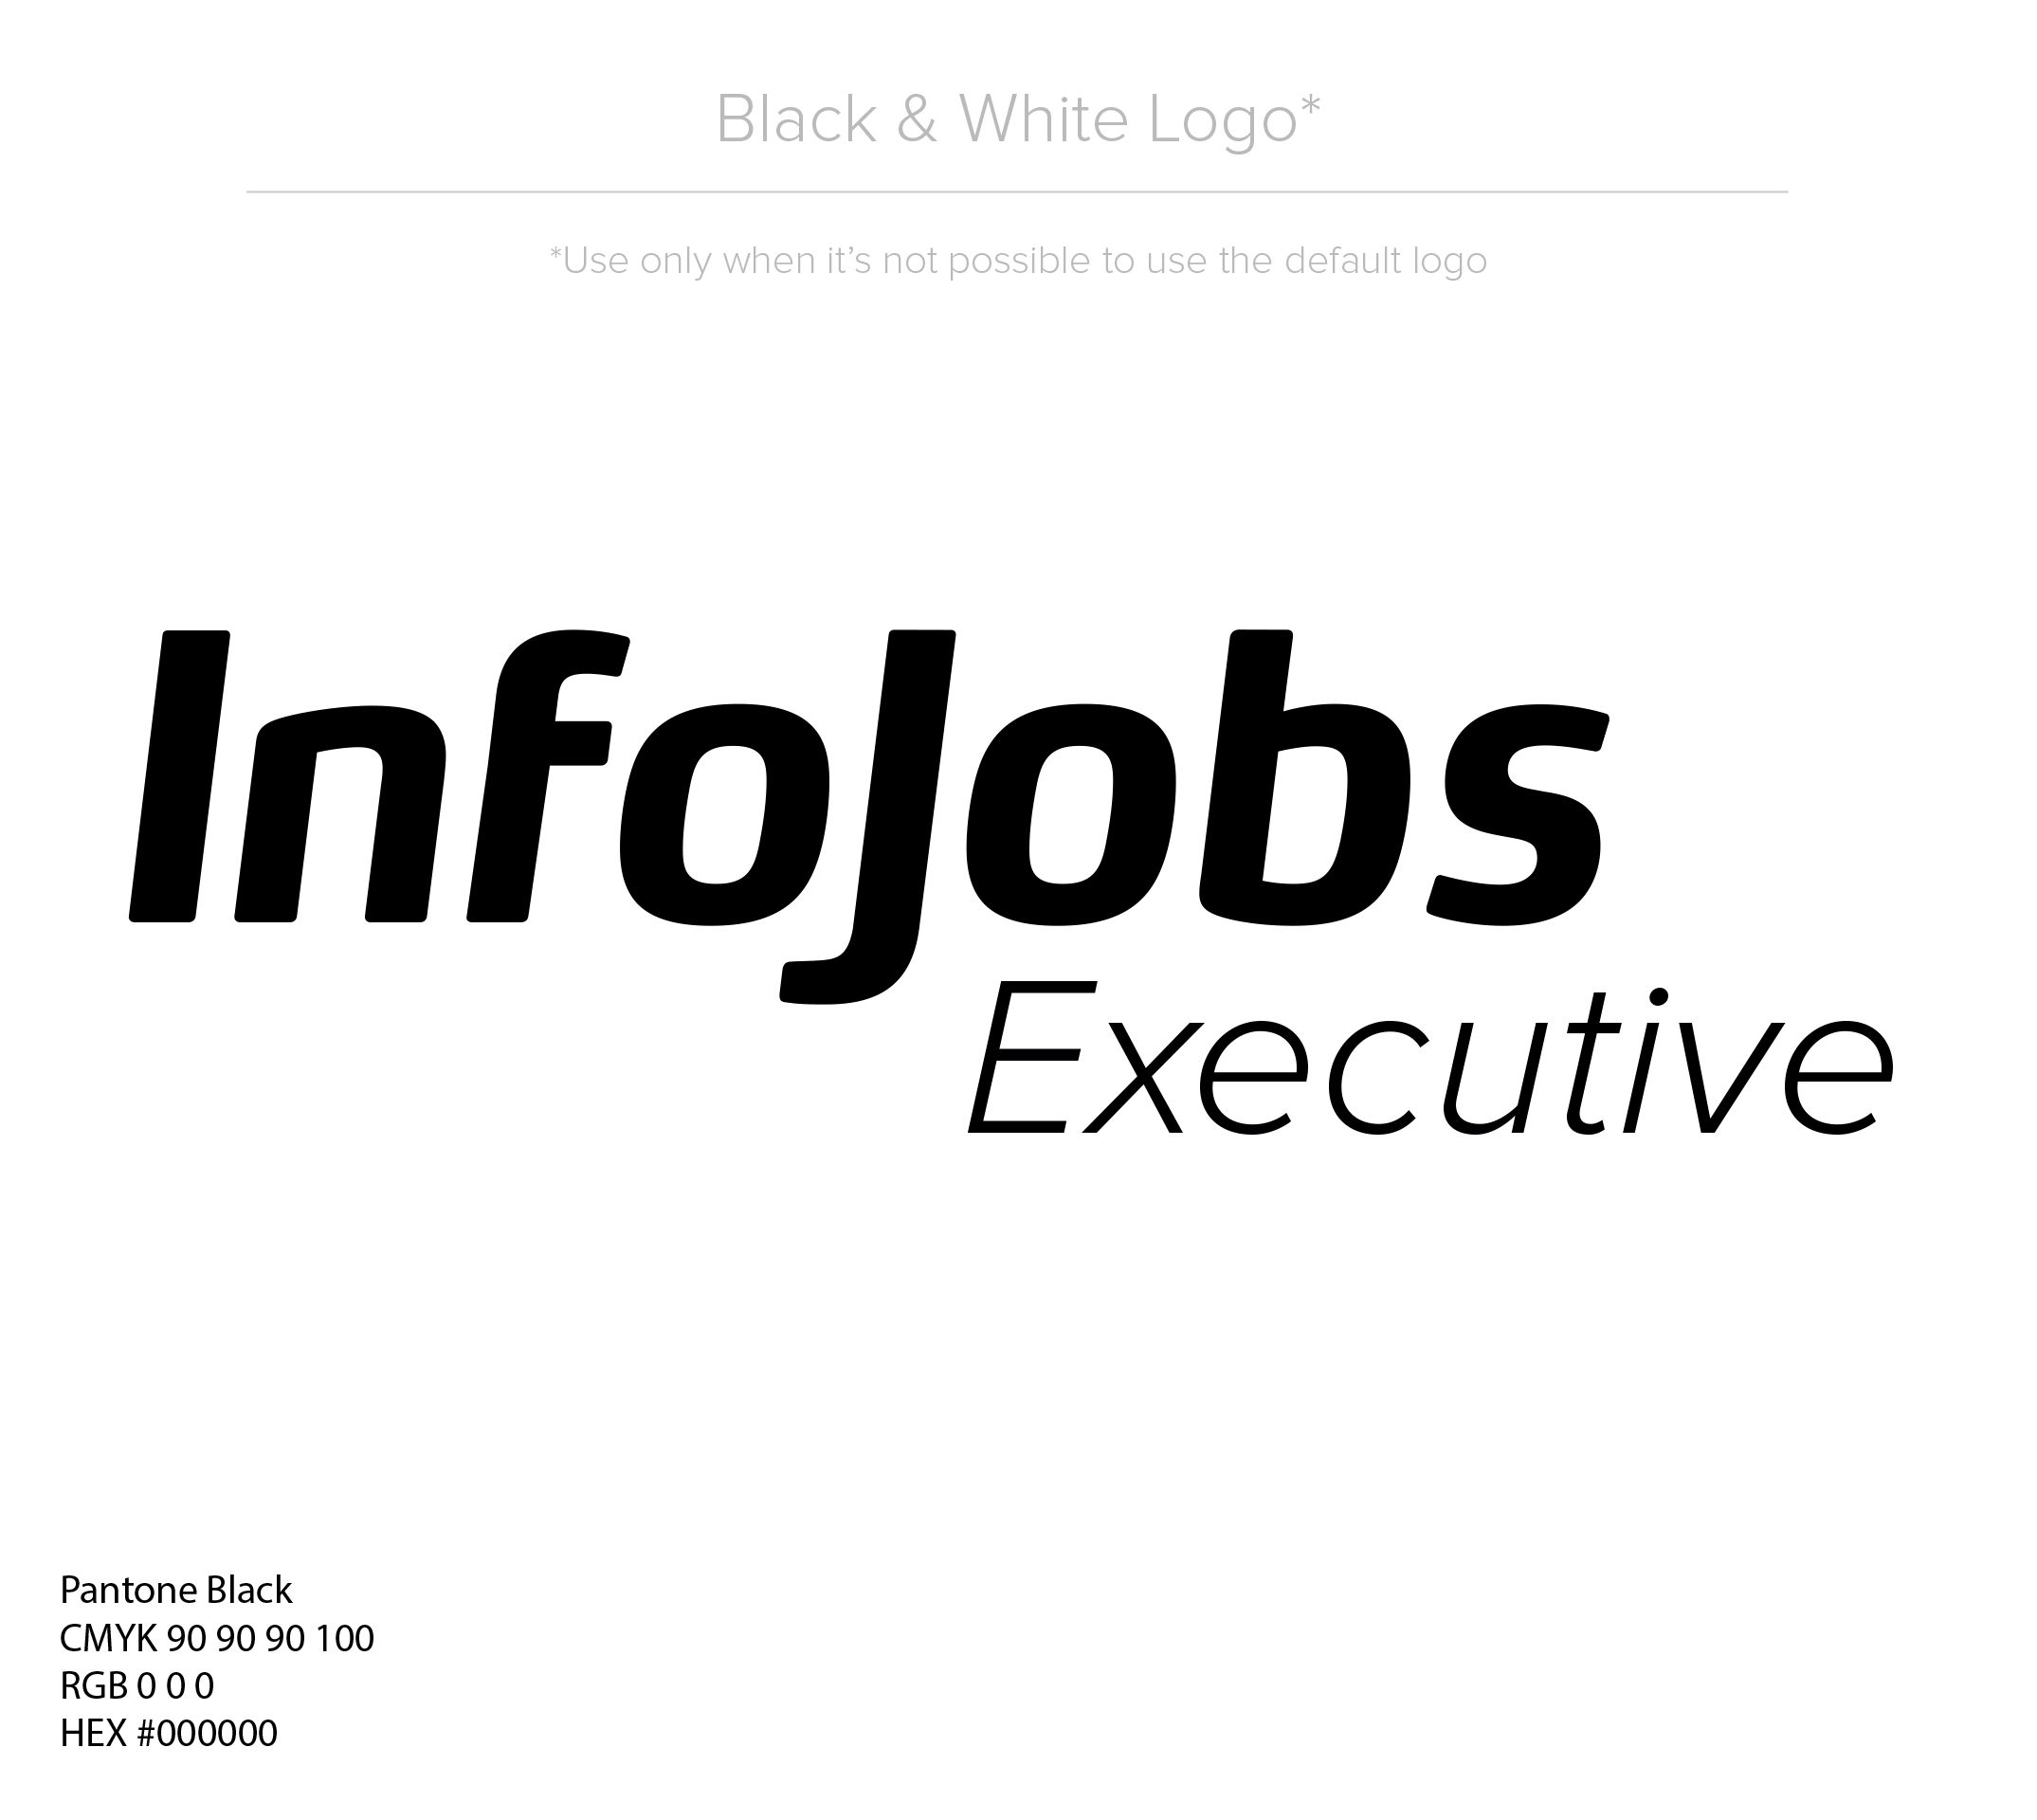 Black & White Logo*
*Use only when it’s not possible to use the default logo
InfoJobs
Executive
Pantone Black
CMYK 90 90 90 100
RGB 0 0 0
HEX #000000